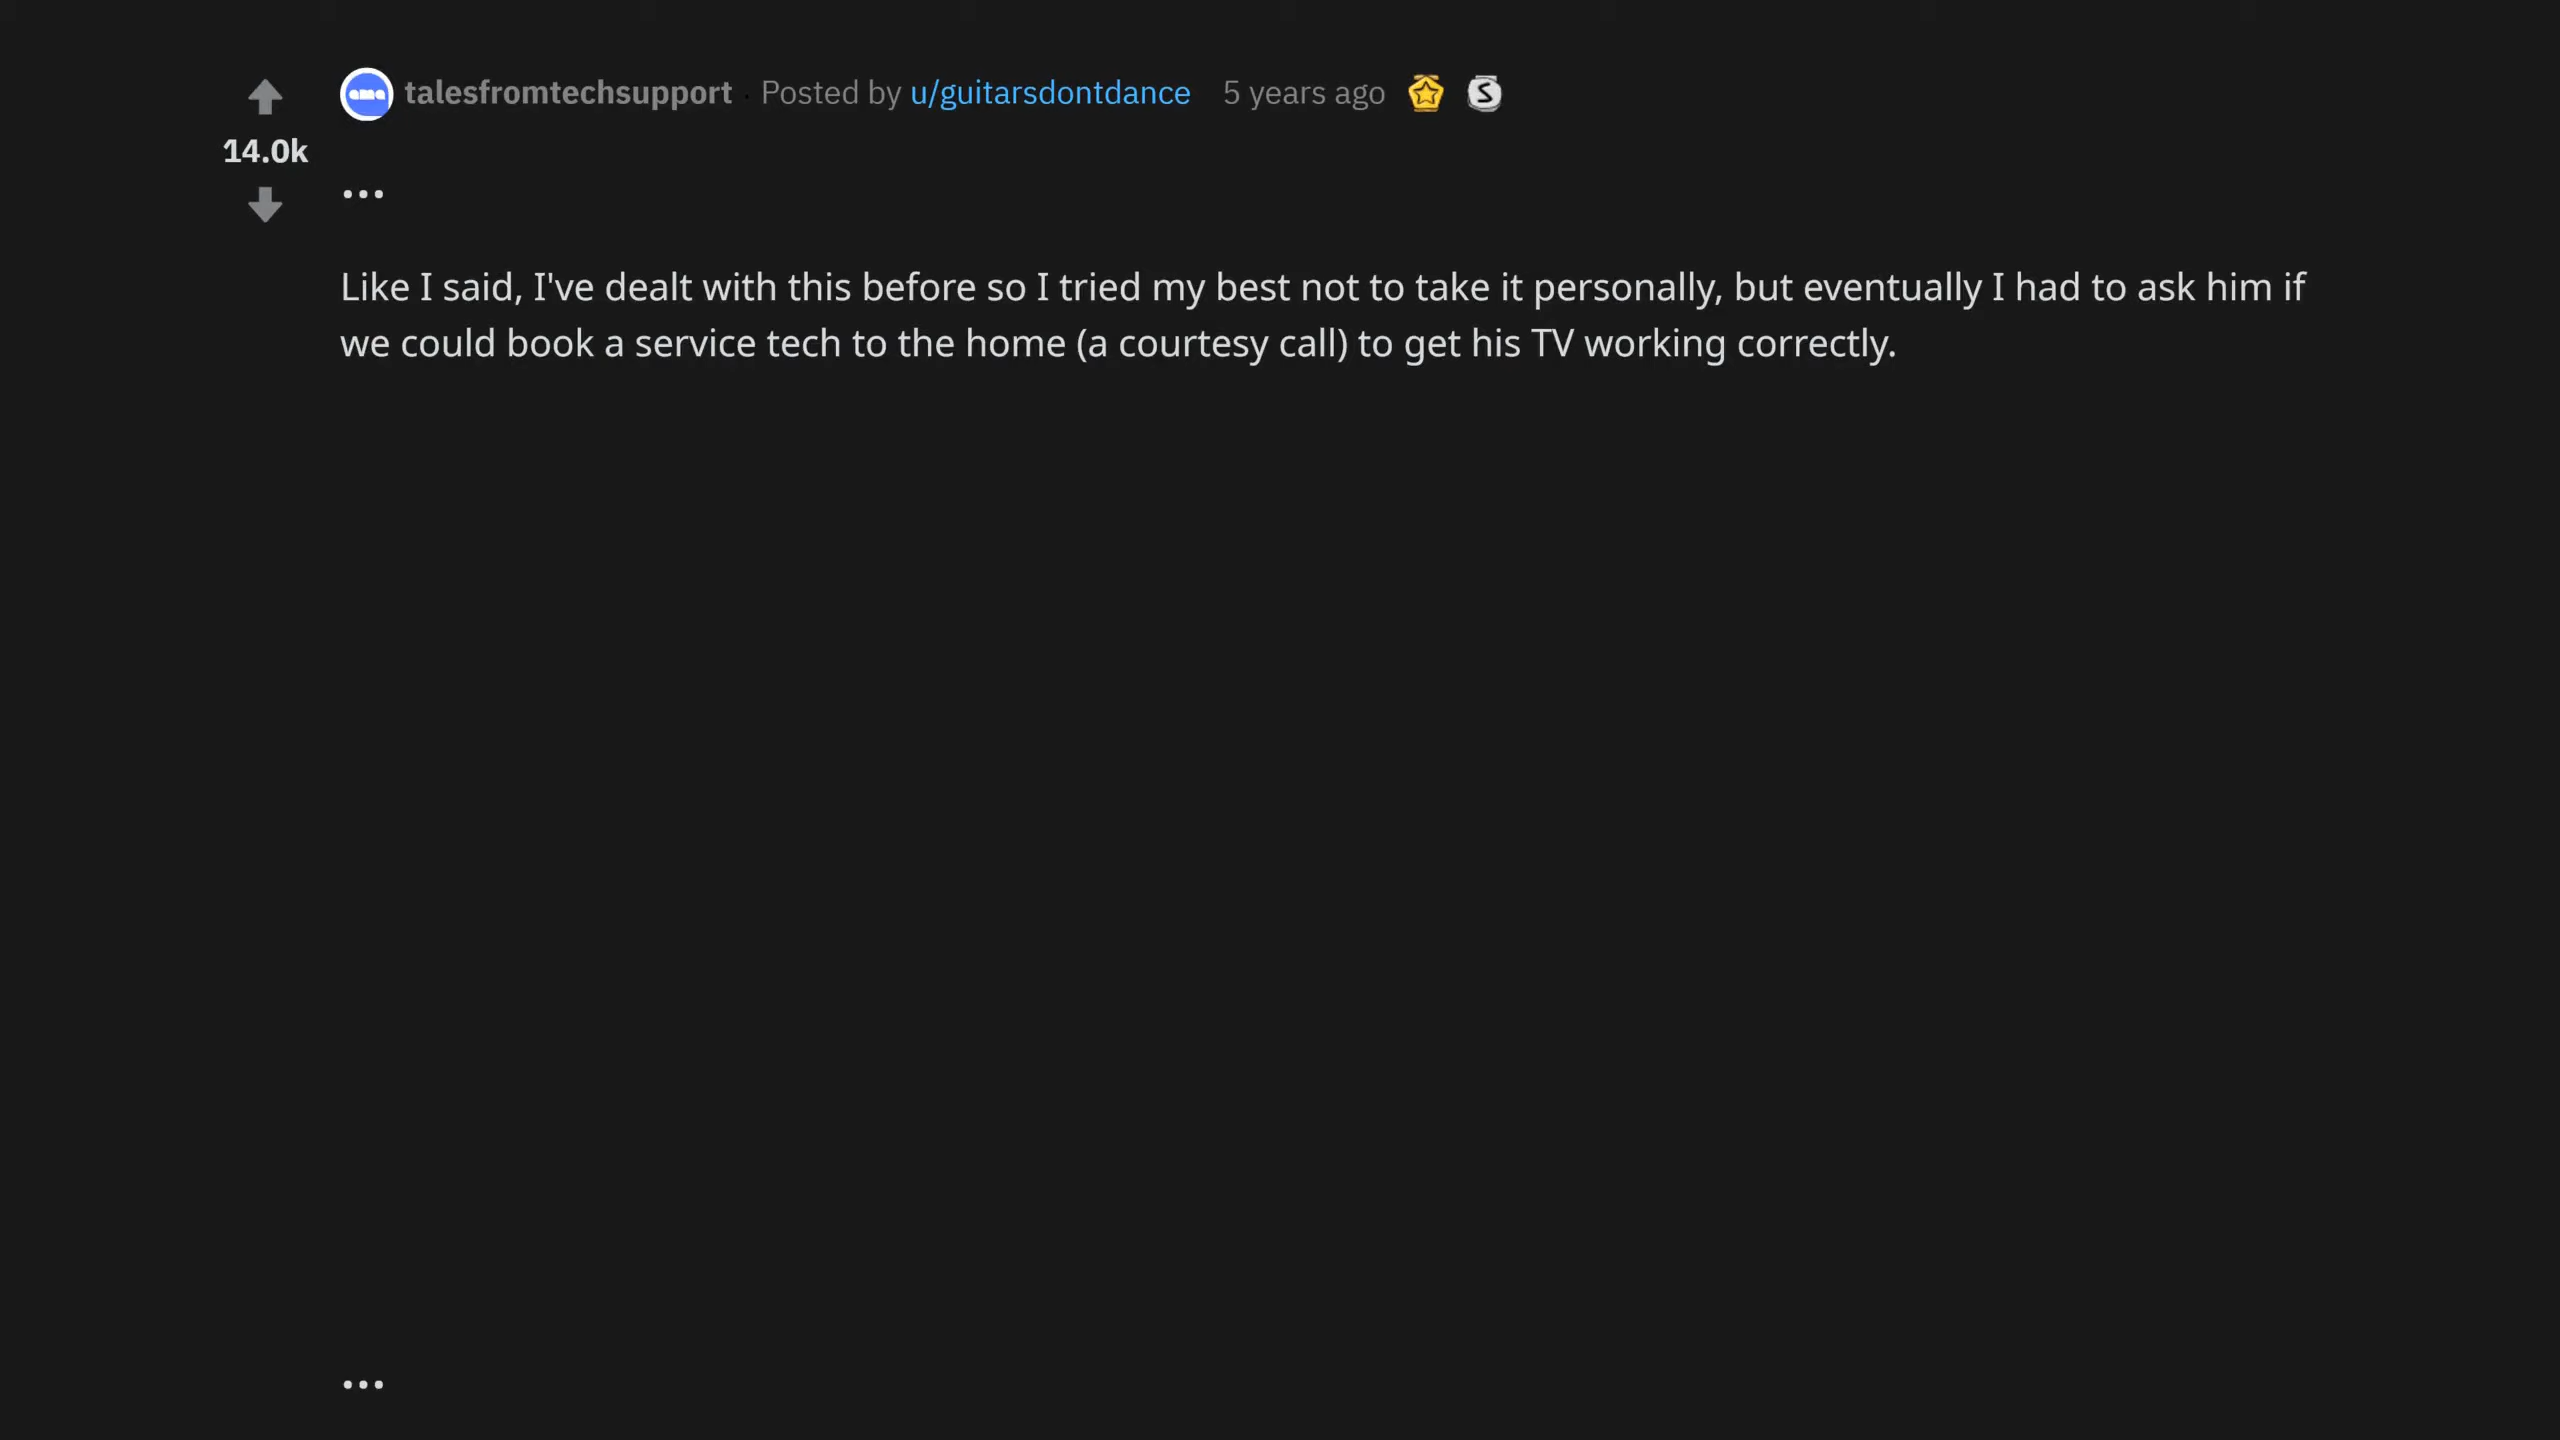 ama talesfromtechsupport · Posted by u/guitarsdontdance 5 years ago S
14.0k
...
Like I said, I've dealt with this before so I tried my best not to take it personally, but eventually I had to ask him if
we could book a service tech to the home (a courtesy call) to get his TV working correctly.
...